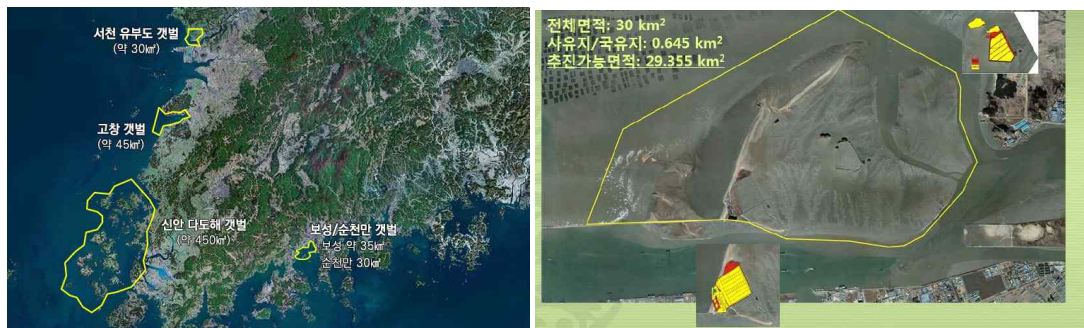 서천 유부도 갯벌
(약 30㎢)
고창 갯벌
(약 45㎢)
신안 다도해 갯벌
(약 450㎢)
보성/순천만 갯벌
보성 약 35㎢
순천만 30㎢
전체면적: 30 km²
사유지/국유지: 0.645 km²
추진가능면적: 29.355 km²